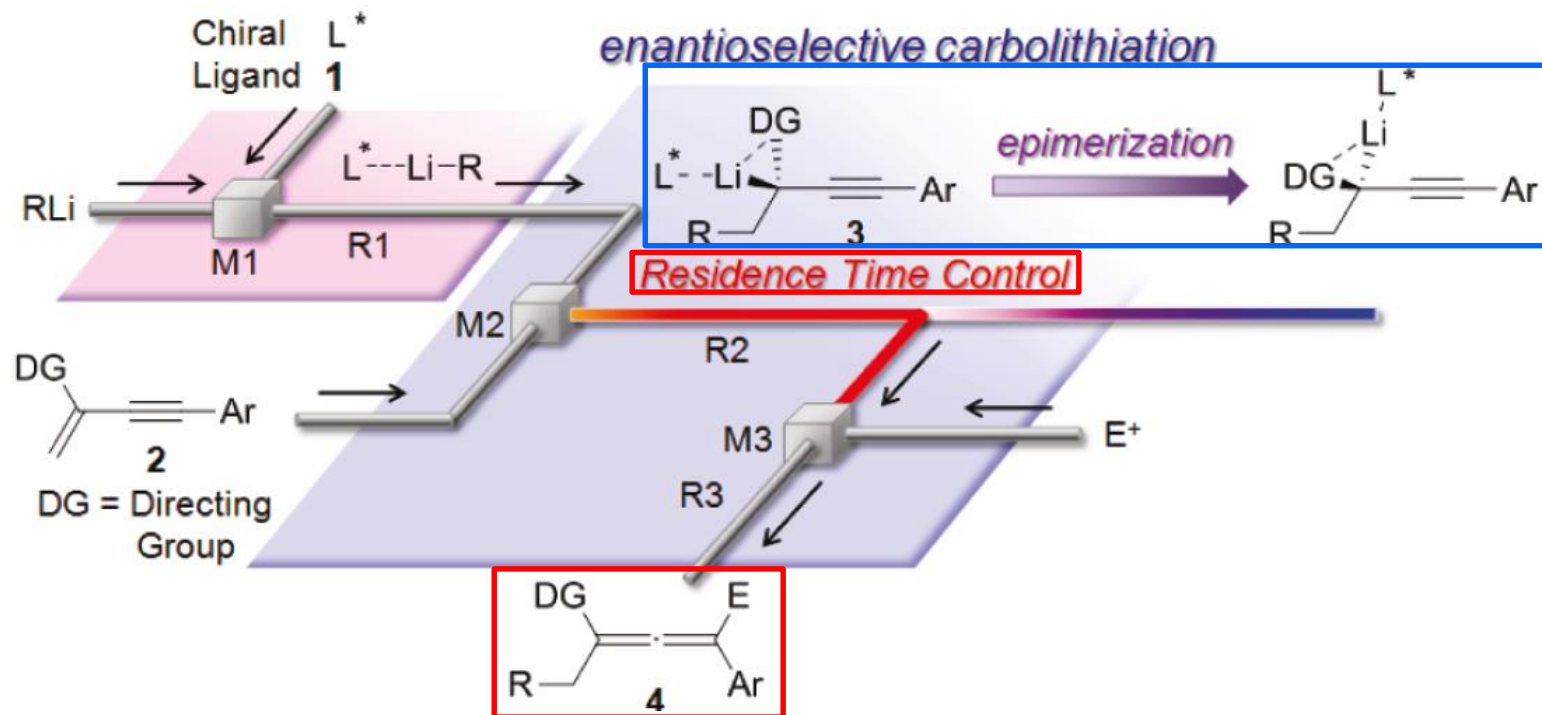 Chiral L*
Ligand 1
enantioselective carbolithiation
L*
DG
Li
L*---Li–R
epimerization
L*--Li
Ar
DG
Ar
RLi
R
3
R
M1
R1
Residence Time Control
M2
R2
DG
Ar
M3
E+
2
R3
DG = Directing
Group
DG
E
R
Ar
4